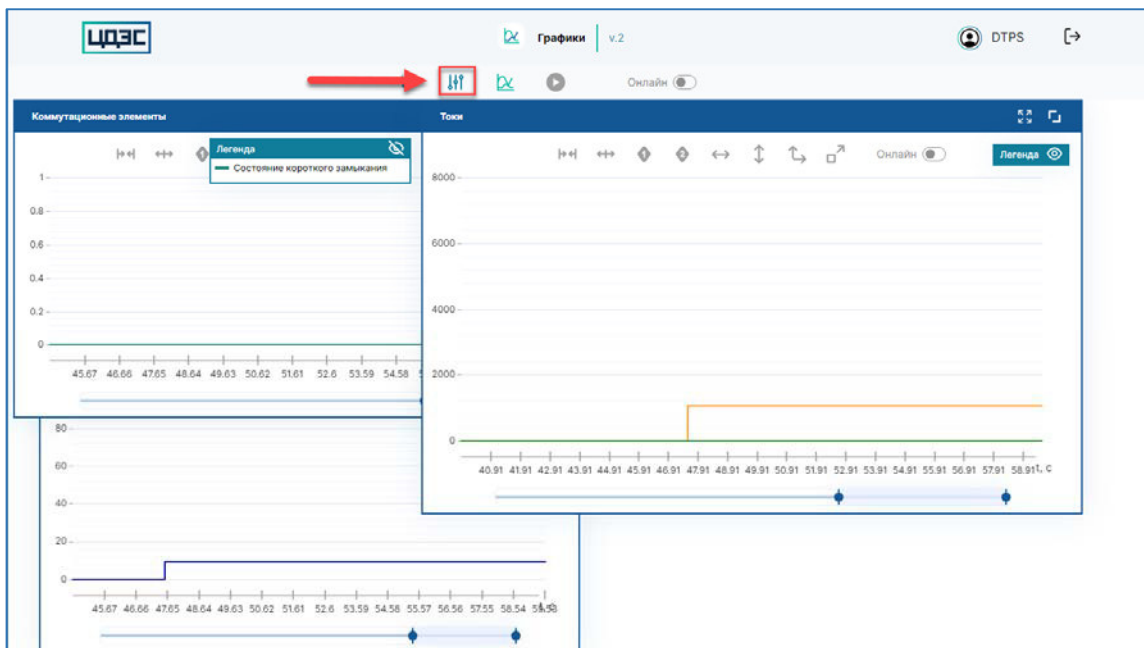 ЦДЭС
Графики v.2
DTPS
Онлайн
Коммутационные элементы
Легенда
Состояние короткого замыкания
1
0.8
0.6
0.4
0.2
0
45.67 46.66 47.65 48.64 49.63 50.62 51.61 52.6 53.59 54.58
Токи
1 2 Онлайн Легенда
8000
6000
4000
2000
0
40.91 41.91 42.91 43.91 44.91 45.91 46.91 47.91 48.91 49.91 50.91 51.91 52.91 53.91 54.91 55.91 56.91 57.91 58.91 t, c
80
60
40
20
0
45.67 46.66 47.65 48.64 49.63 50.62 51.61 52.6 53.59 54.58 55.57 56.56 57.55 58.54